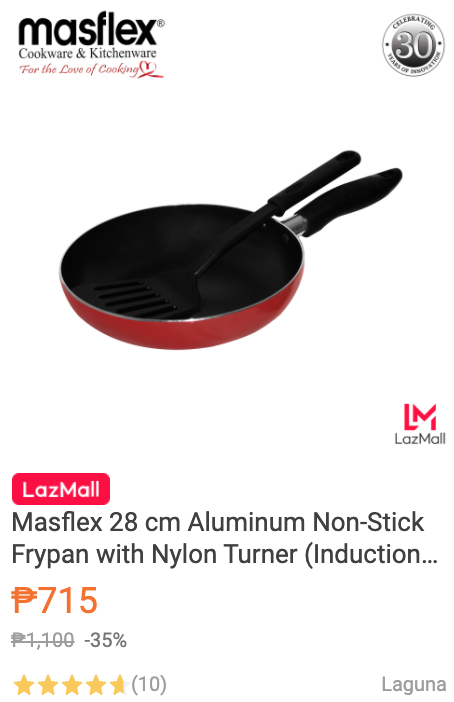 masflex®
Cookware & Kitchenware
For the Love of Cooking
CELEBRATING
30
YEARS OF INNOVATION
LM
LazMall
LazMall
Masflex 28 cm Aluminum Non-Stick
Frypan with Nylon Turner (Induction...
₱715
₱1,100 -35%
(10)
Laguna